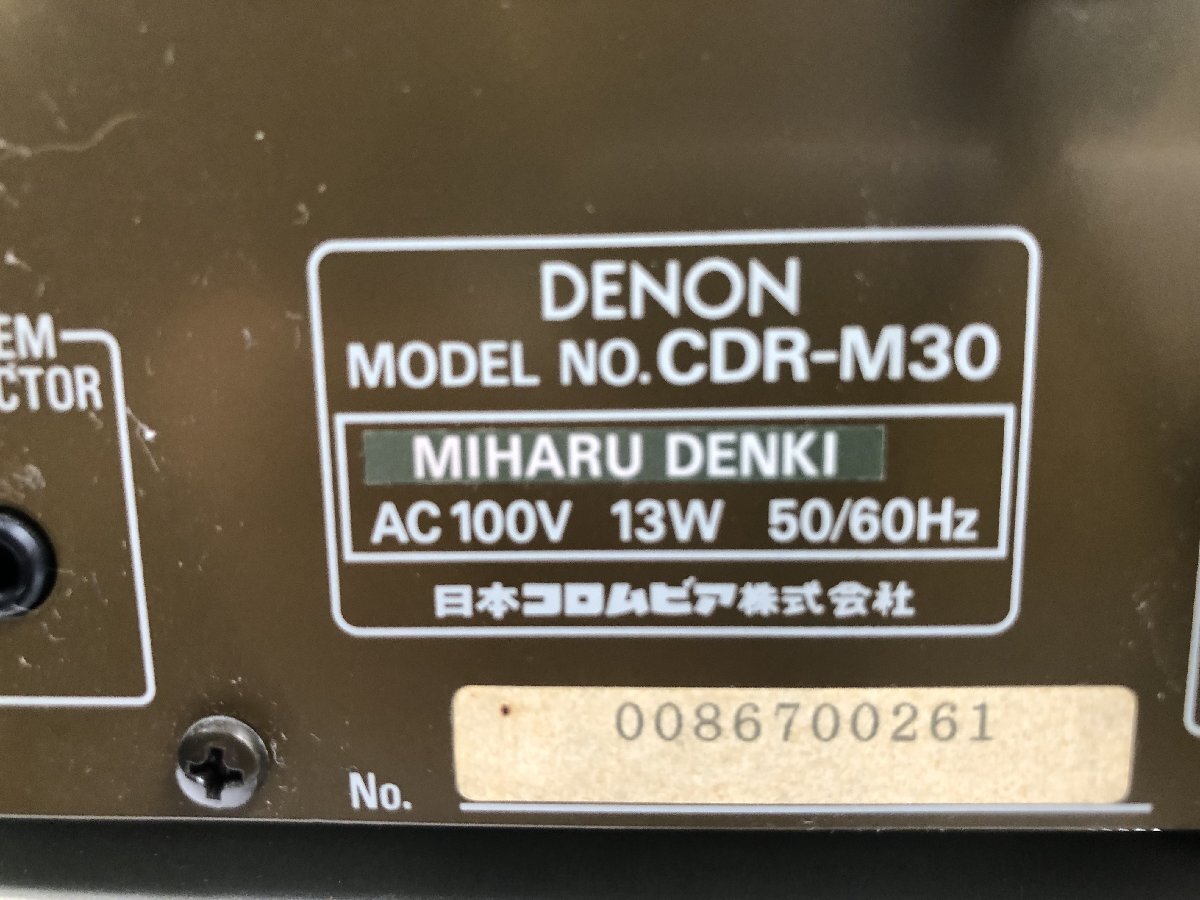 DENON
MODEL NO. CDR-M30
MIHARU DENKI
AC 100V 13W 50/60Hz
日本コロムビア株式会社
EM
CTOR
No. 0086700261